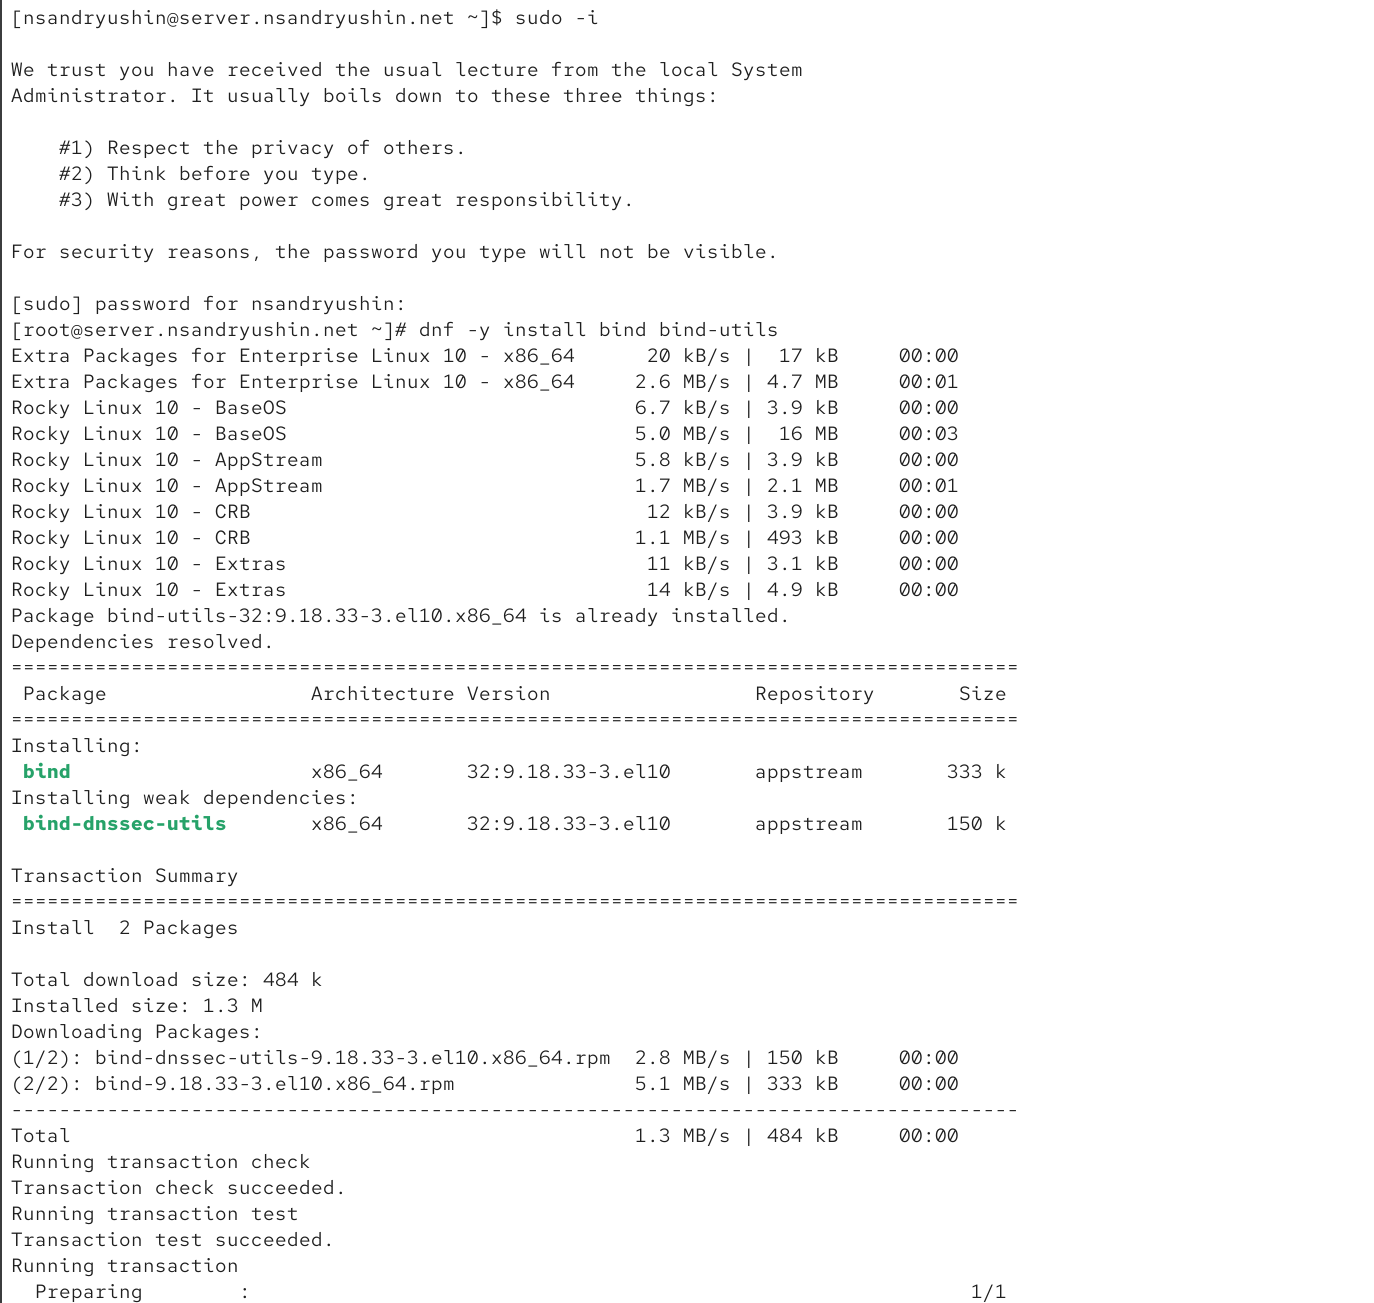 [nsandryushin@server.nsandryushin.net ~]$ sudo -i

We trust you have received the usual lecture from the local System
Administrator. It usually boils down to these three things:

    #1) Respect the privacy of others.
    #2) Think before you type.
    #3) With great power comes great responsibility.

For security reasons, the password you type will not be visible.

[sudo] password for nsandryushin:
[root@server.nsandryushin.net ~]# dnf -y install bind bind-utils
Extra Packages for Enterprise Linux 10 - x86_64      20 kB/s |  17 kB     00:00
Extra Packages for Enterprise Linux 10 - x86_64     2.6 MB/s | 4.7 MB     00:01
Rocky Linux 10 - BaseOS                             6.7 kB/s | 3.9 kB     00:00
Rocky Linux 10 - BaseOS                             5.0 MB/s |  16 MB     00:03
Rocky Linux 10 - AppStream                          5.8 kB/s | 3.9 kB     00:00
Rocky Linux 10 - AppStream                          1.7 MB/s | 2.1 MB     00:01
Rocky Linux 10 - CRB                                 12 kB/s | 3.9 kB     00:00
Rocky Linux 10 - CRB                                1.1 MB/s | 493 kB     00:00
Rocky Linux 10 - Extras                              11 kB/s | 3.1 kB     00:00
Rocky Linux 10 - Extras                              14 kB/s | 4.9 kB     00:00
Package bind-utils-32:9.18.33-3.el10.x86_64 is already installed.
Dependencies resolved.
====================================================================================
 Package                 Architecture Version                 Repository       Size
====================================================================================
Installing:
 bind                    x86_64       32:9.18.33-3.el10       appstream       333 k
Installing weak dependencies:
 bind-dnssec-utils       x86_64       32:9.18.33-3.el10       appstream       150 k

Transaction Summary
====================================================================================
Install  2 Packages

Total download size: 484 k
Installed size: 1.3 M
Downloading Packages:
(1/2): bind-dnssec-utils-9.18.33-3.el10.x86_64.rpm  2.8 MB/s | 150 kB     00:00
(2/2): bind-9.18.33-3.el10.x86_64.rpm               5.1 MB/s | 333 kB     00:00
------------------------------------------------------------------------------------
Total                                               1.3 MB/s | 484 kB     00:00
Running transaction check
Transaction check succeeded.
Running transaction test
Transaction test succeeded.
Running transaction
  Preparing        :                                                            1/1